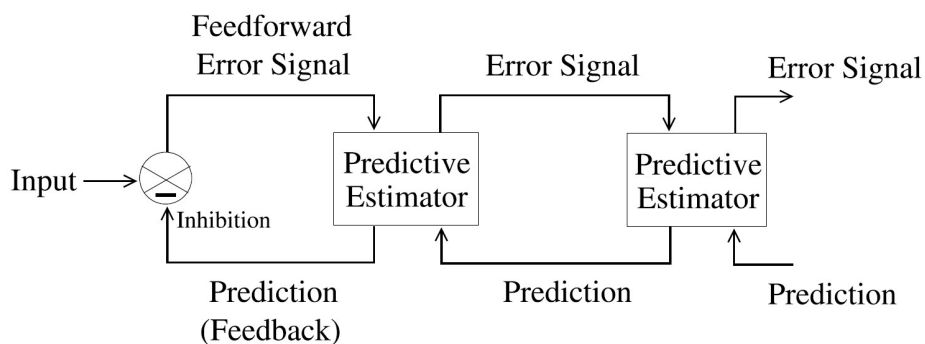 Feedforward
Error Signal
Error Signal
Error Signal
Input
Predictive
Estimator
Predictive
Estimator
Inhibition
Prediction
(Feedback)
Prediction
Prediction